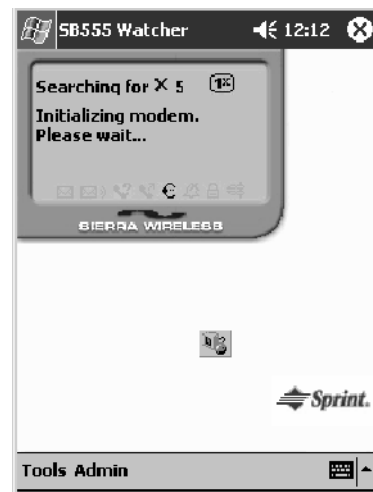 SB555 Watcher 12:12
Searching for X 5 1X
Initializing modem.
Please wait...
SIERRA WIRELESS
Sprint.
Tools Admin